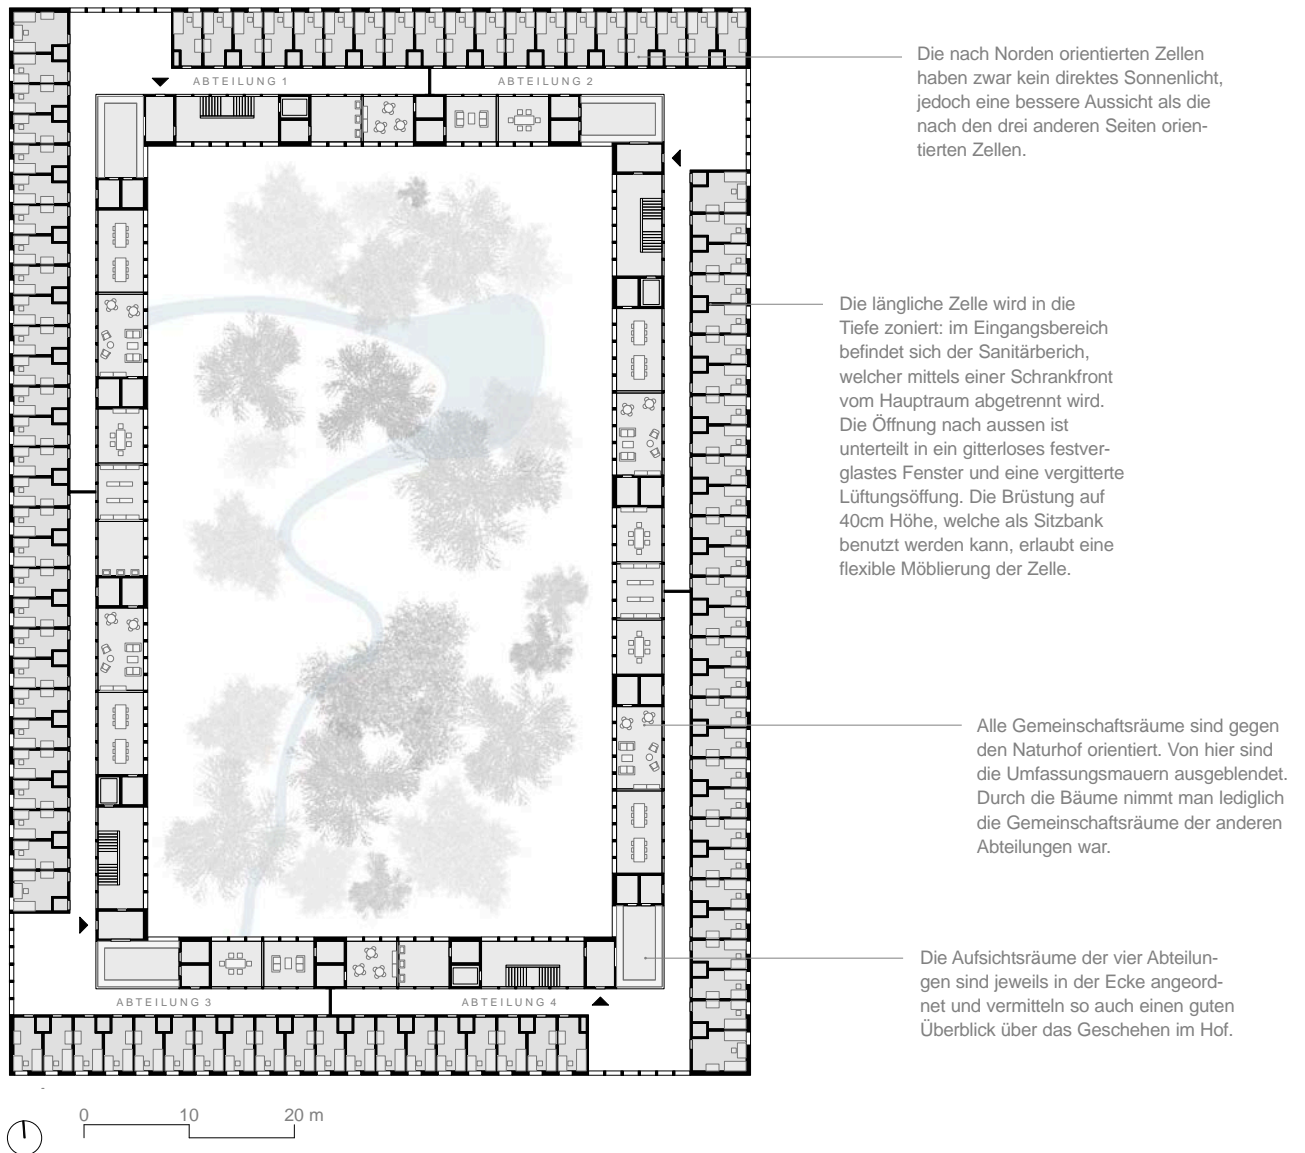 Die nach Norden orientierten Zellen
haben zwar kein direktes Sonnenlicht,
jedoch eine bessere Aussicht als die
nach den drei anderen Seiten orien-
tierten Zellen.
ABTEILUNG 1
ABTEILUNG 2
Die längliche Zelle wird in die
Tiefe zoniert: im Eingangsbereich
befindet sich der Sanitärberich,
welcher mittels einer Schrankfront
vom Hauptraum abgetrennt wird.
Die Öffnung nach aussen ist
unterteilt in ein gitterloses festver-
glastes Fenster und eine vergitterte
Lüftungsöffung. Die Brüstung auf
40cm Höhe, welche als Sitzbank
benutzt werden kann, erlaubt eine
flexible Möblierung der Zelle.
Alle Gemeinschaftsräume sind gegen
den Naturhof orientiert. Von hier sind
die Umfassungsmauern ausgeblendet.
Durch die Bäume nimmt man lediglich
die Gemeinschaftsräume der anderen
Abteilungen war.
Die Aufsichtsräume der vier Abteilun-
gen sind jeweils in der Ecke angeord-
net und vermitteln so auch einen guten
Überblick über das Geschehen im Hof.
ABTEILUNG 3
ABTEILUNG 4
0 10 20 m